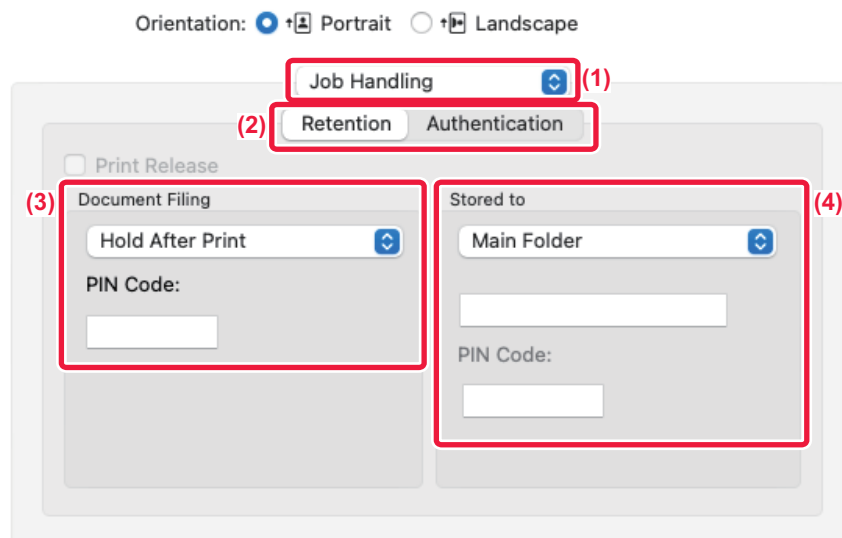 Orientation: Portrait Landscape
Job Handling (1)
(2) Retention Authentication
Print Release
(3) Document Filing Stored to (4)
Hold After Print Main Folder
PIN Code:
PIN Code: